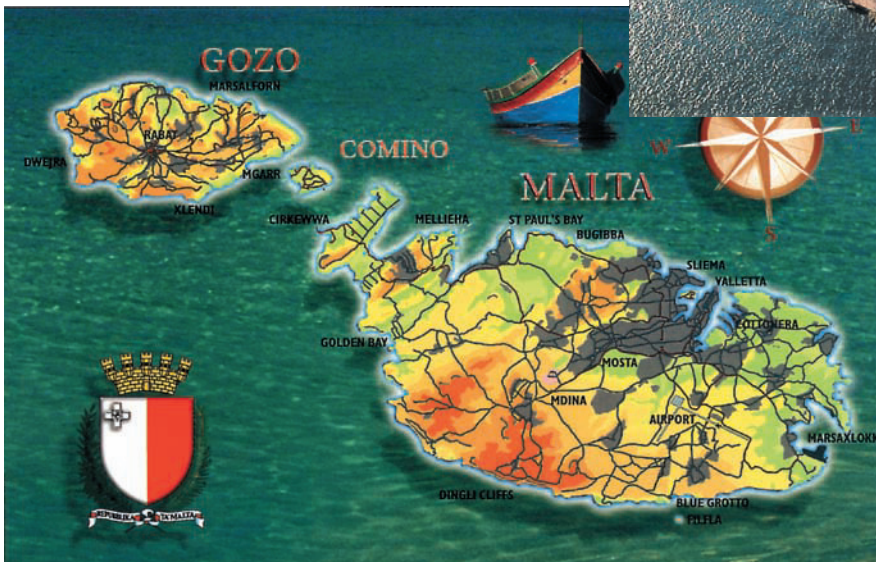 GOZO
MARSALFORN
RABAT
DWEJRA
MGARR
XLENDI
COMINO
MALTA
W
E
S
CIRKEWWA
MELLIEHA
ST PAUL'S BAY
BUGIBBA
SLIEMA
VALLETTA
COTTONERA
GOLDEN BAY
MOSTA
MDINA
AIRPORT
MARSAXLOKK
DINGLI CLIFFS
BLUE GROTTO
FILFLA
REPUBBLIKA TA' MALTA